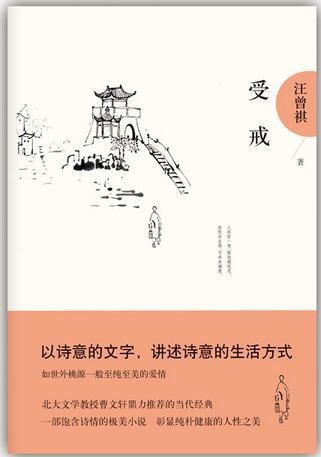 汪曾祺
著
受戒
以诗意的文字，讲述诗意的生活方式
如世外桃源一般至纯至美的爱情
北大文学教授曹文轩鼎力推荐的当代经典
一部饱含诗情的极美小说 彰显纯朴健康的人性之美